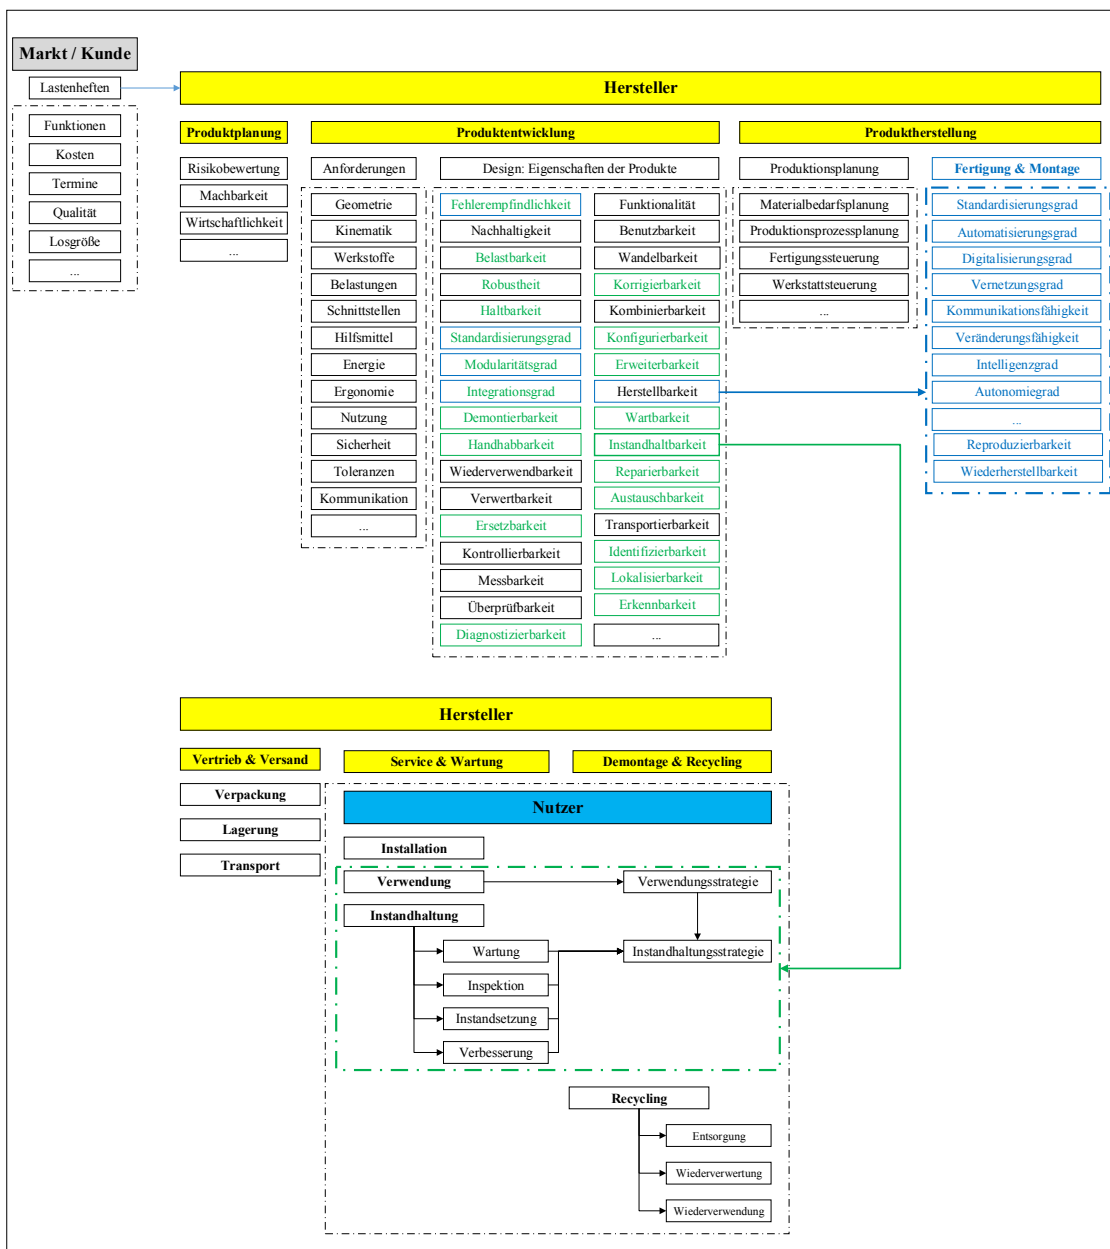 Markt / Kunde
Lastenheften
Funktionen
Kosten
Termine
Qualität
Losgröße
...
Hersteller
Produktplanung
Risikobewertung
Machbarkeit
Wirtschaftlichkeit
...
Produktentwicklung
Anforderungen
Geometrie
Kinematik
Werkstoffe
Belastungen
Schnittstellen
Hilfsmittel
Energie
Ergonomie
Nutzung
Sicherheit
Toleranzen
Kommunikation
...
Design: Eigenschaften der Produkte
Fehlerempfindlichkeit
Nachhaltigkeit
Belastbarkeit
Robustheit
Haltbarkeit
Standardisierungsgrad
Modularitätsgrad
Integrationsgrad
Demontierbarkeit
Handhabbarkeit
Wiederverwendbarkeit
Verwertbarkeit
Ersetzbarkeit
Kontrollierbarkeit
Messbarkeit
Überprüfbarkeit
Diagnostizierbarkeit
Funktionalität
Benutzbarkeit
Wandelbarkeit
Korrigierbarkeit
Kombinierbarkeit
Konfigurierbarkeit
Erweiterbarkeit
Herstellbarkeit
Wartbarkeit
Instandhaltbarkeit
Reparierbarkeit
Austauschbarkeit
Transportierbarkeit
Identifizierbarkeit
Lokalisierbarkeit
Erkennbarkeit
...
Produktherstellung
Produktionsplanung
Materialbedarfsplanung
Produktionsprozessplanung
Fertigungssteuerung
Werkstattsteuerung
...
Fertigung & Montage
Standardisierungsgrad
Automatisierungsgrad
Digitalisierungsgrad
Vernetzungsgrad
Kommunikationsfähigkeit
Veränderungsfähigkeit
Intelligenzgrad
Autonomiegrad
...
Reproduzierbarkeit
Wiederherstellbarkeit
Hersteller
Vertrieb & Versand
Verpackung
Lagerung
Transport
Service & Wartung
Demontage & Recycling
Nutzer
Installation
Verwendung
Verwendungsstrategie
Instandhaltung
Wartung
Instandhaltungsstrategie
Inspektion
Instandsetzung
Verbesserung
Recycling
Entsorgung
Wiederverwertung
Wiederverwendung